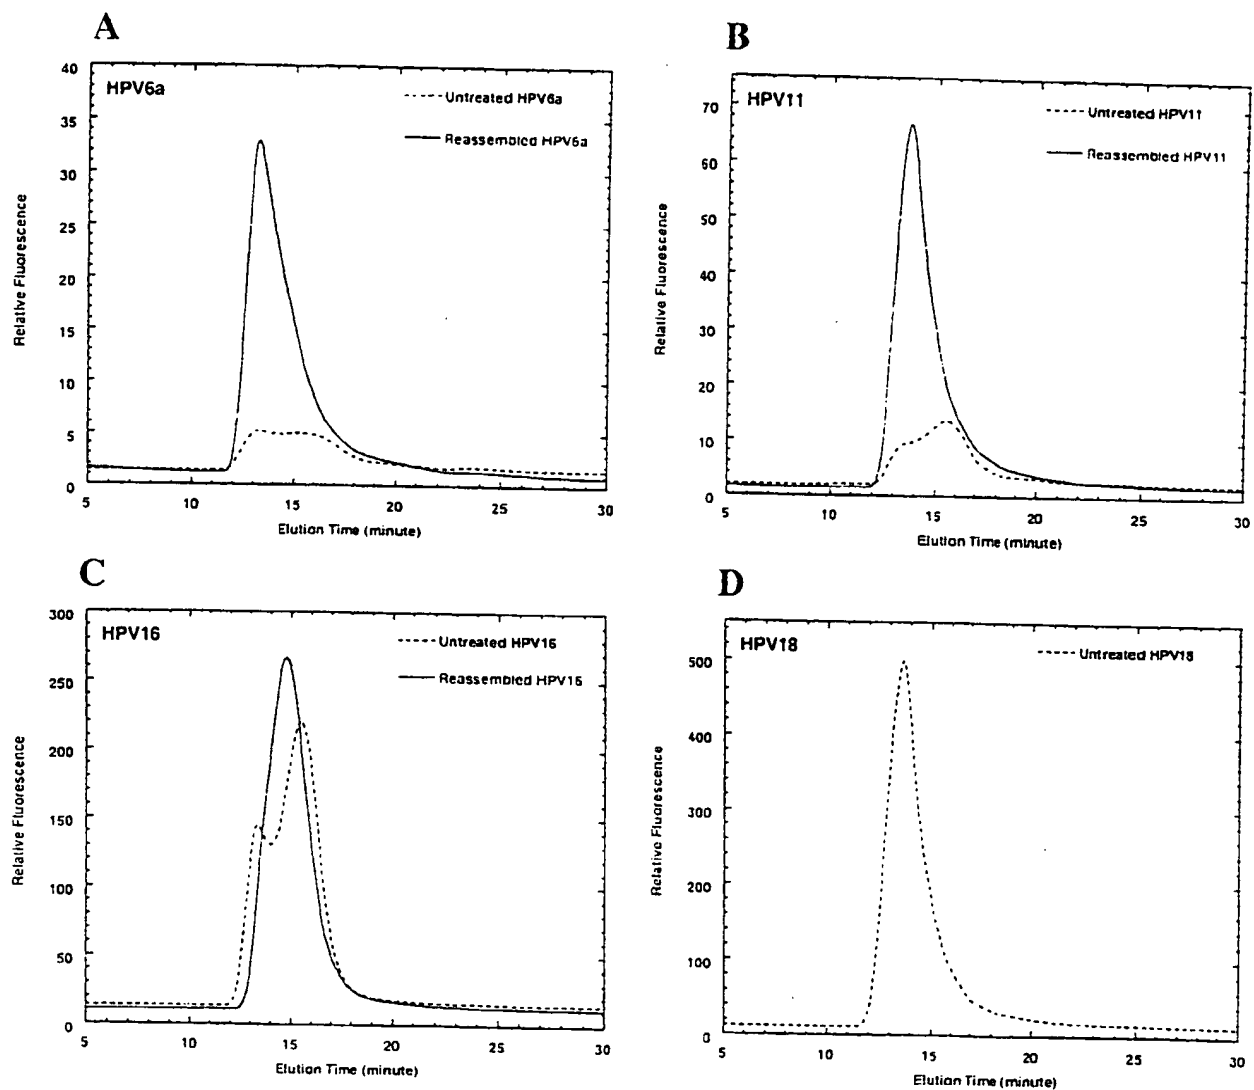 A
HPV6a
Untreated HPV6a
Reassembled HPV6a
Relative Fluorescence
40
35
30
25
20
15
10
5
0
5
10
15
20
25
30
Elution Time (minute)
B
HPV11
Untreated HPV11
Reassembled HPV11
Relative Fluorescence
70
60
50
40
30
20
10
0
5
10
15
20
25
30
Elution Time (minute)
C
HPV16
Untreated HPV16
Reassembled HPV16
Relative Fluorescence
300
250
200
150
100
50
0
5
10
15
20
25
30
Elution Time (minute)
D
HPV18
Untreated HPV18
Relative Fluorescence
500
400
300
200
100
0
5
10
15
20
25
30
Elution Time (minute)